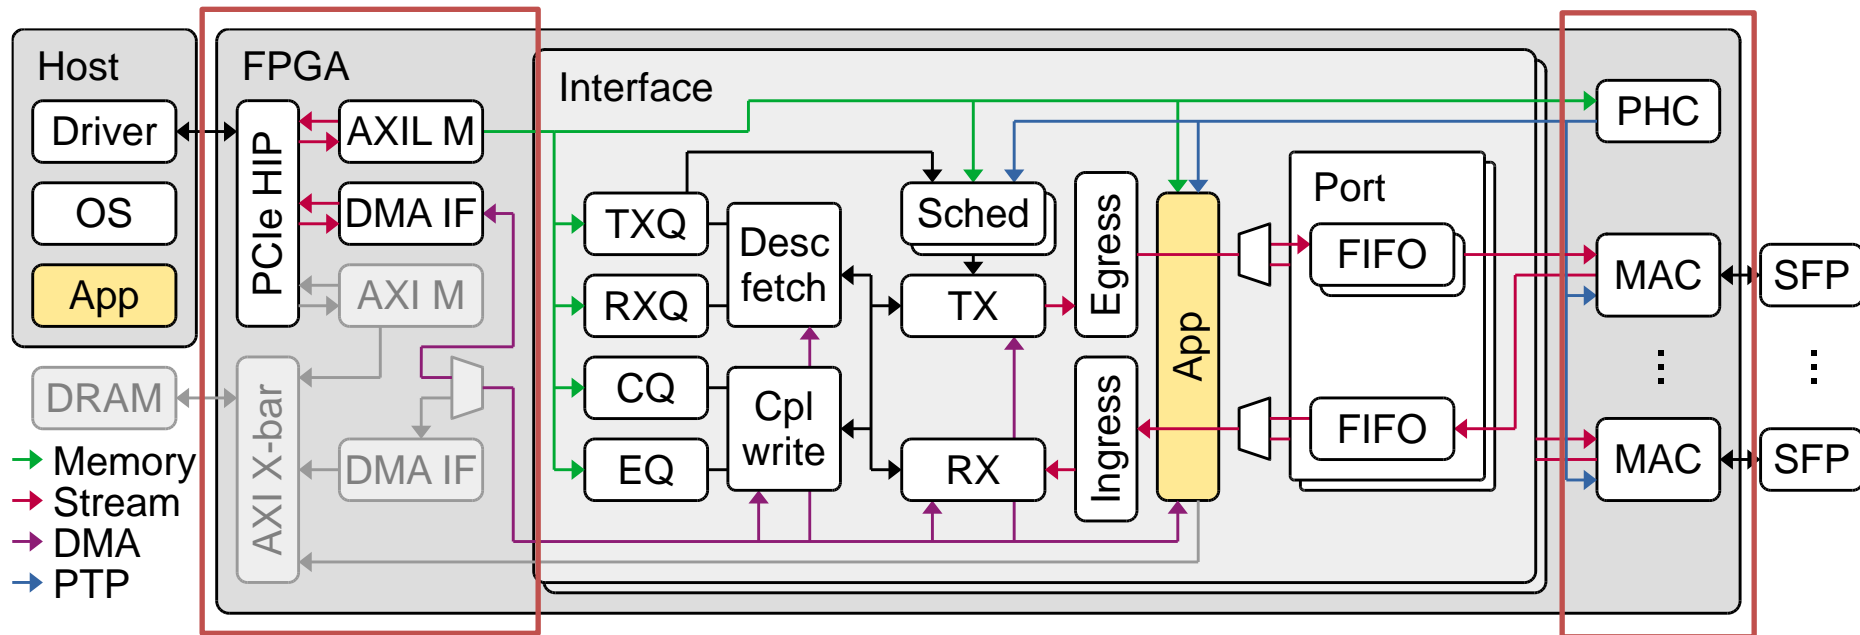 Host
FPGA
Interface
Driver
OS
App
DRAM
PCIe HIP
AXIL M
DMA IF
AXI M
AXI X-bar
DMA IF
TXQ
RXQ
CQ
EQ
Desc
fetch
Cpl
write
Sched
TX
RX
Egress
Ingress
App
Port
FIFO
FIFO
PHC
MAC
MAC
SFP
SFP
Memory
Stream
DMA
PTP